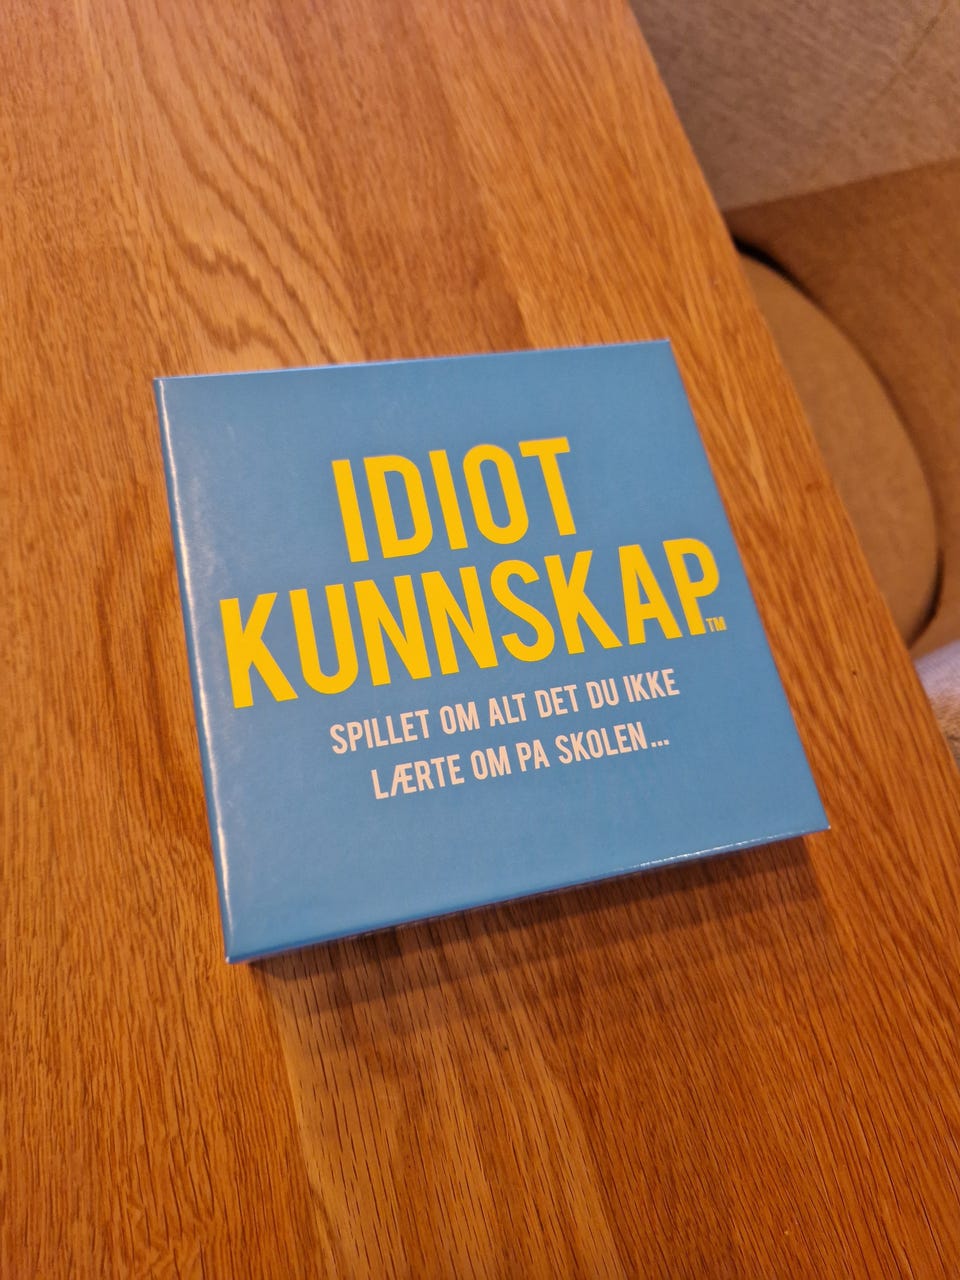 IDIOT
KUNNSKAP™
SPILLET OM ALT DET DU IKKE
LÆRTE OM PA SKOLEN...